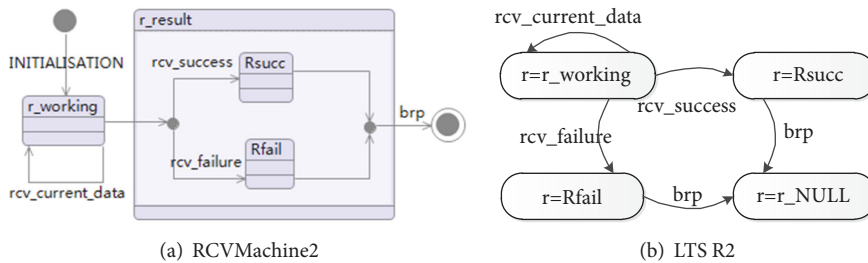 r_result
INITIALISATION
rcv_success
Rsucc
r_working
brp
rcv_failure
Rfail
rcv_current_data
(a) RCVMachine2
rcv_current_data
r=r_working
r=Rsucc
rcv_success
rcv_failure
brp
r=Rfail
brp
r=r_NULL
(b) LTS R2